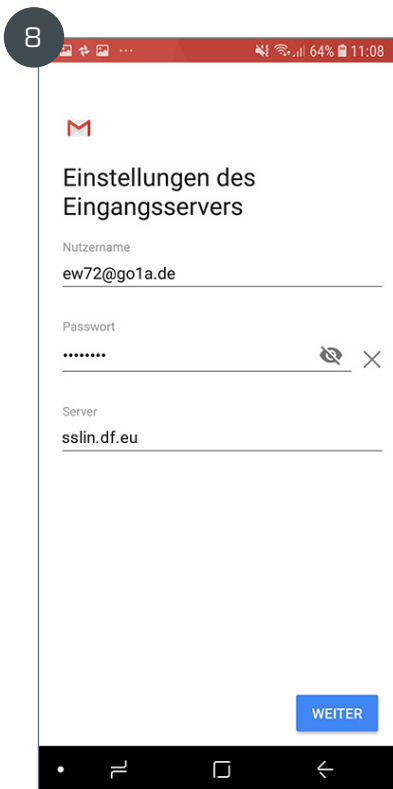 8
64% 11:08
Einstellungen des
Eingangsservers
Nutzername
ew72@go1a.de
Passwort
••••••••
Server
sslin.df.eu
WEITER